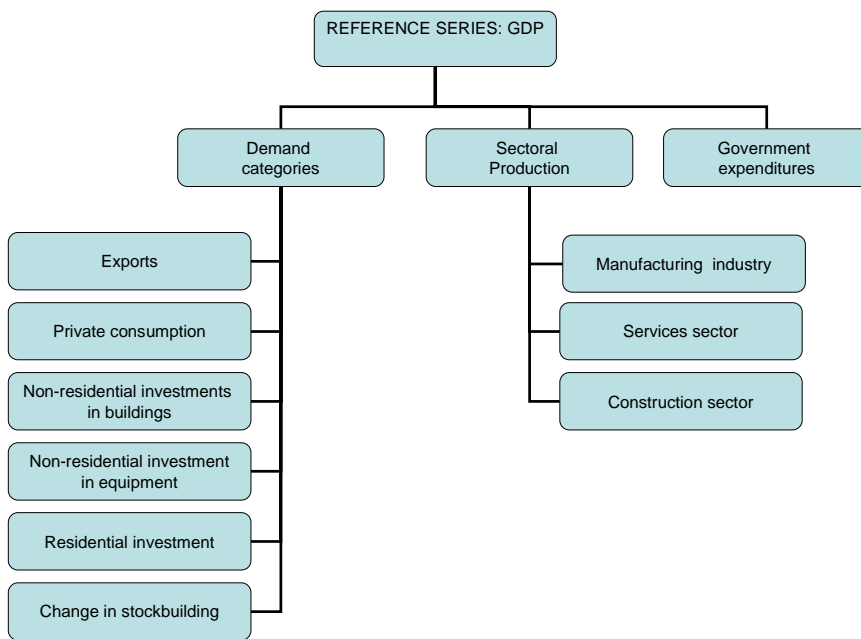 REFERENCE SERIES: GDP
Demand
categories
Sectoral
Production
Government
expenditures
Exports
Private consumption
Non-residential investments
in buildings
Non-residential investment
in equipment
Residential investment
Change in stockbuilding
Manufacturing industry
Services sector
Construction sector